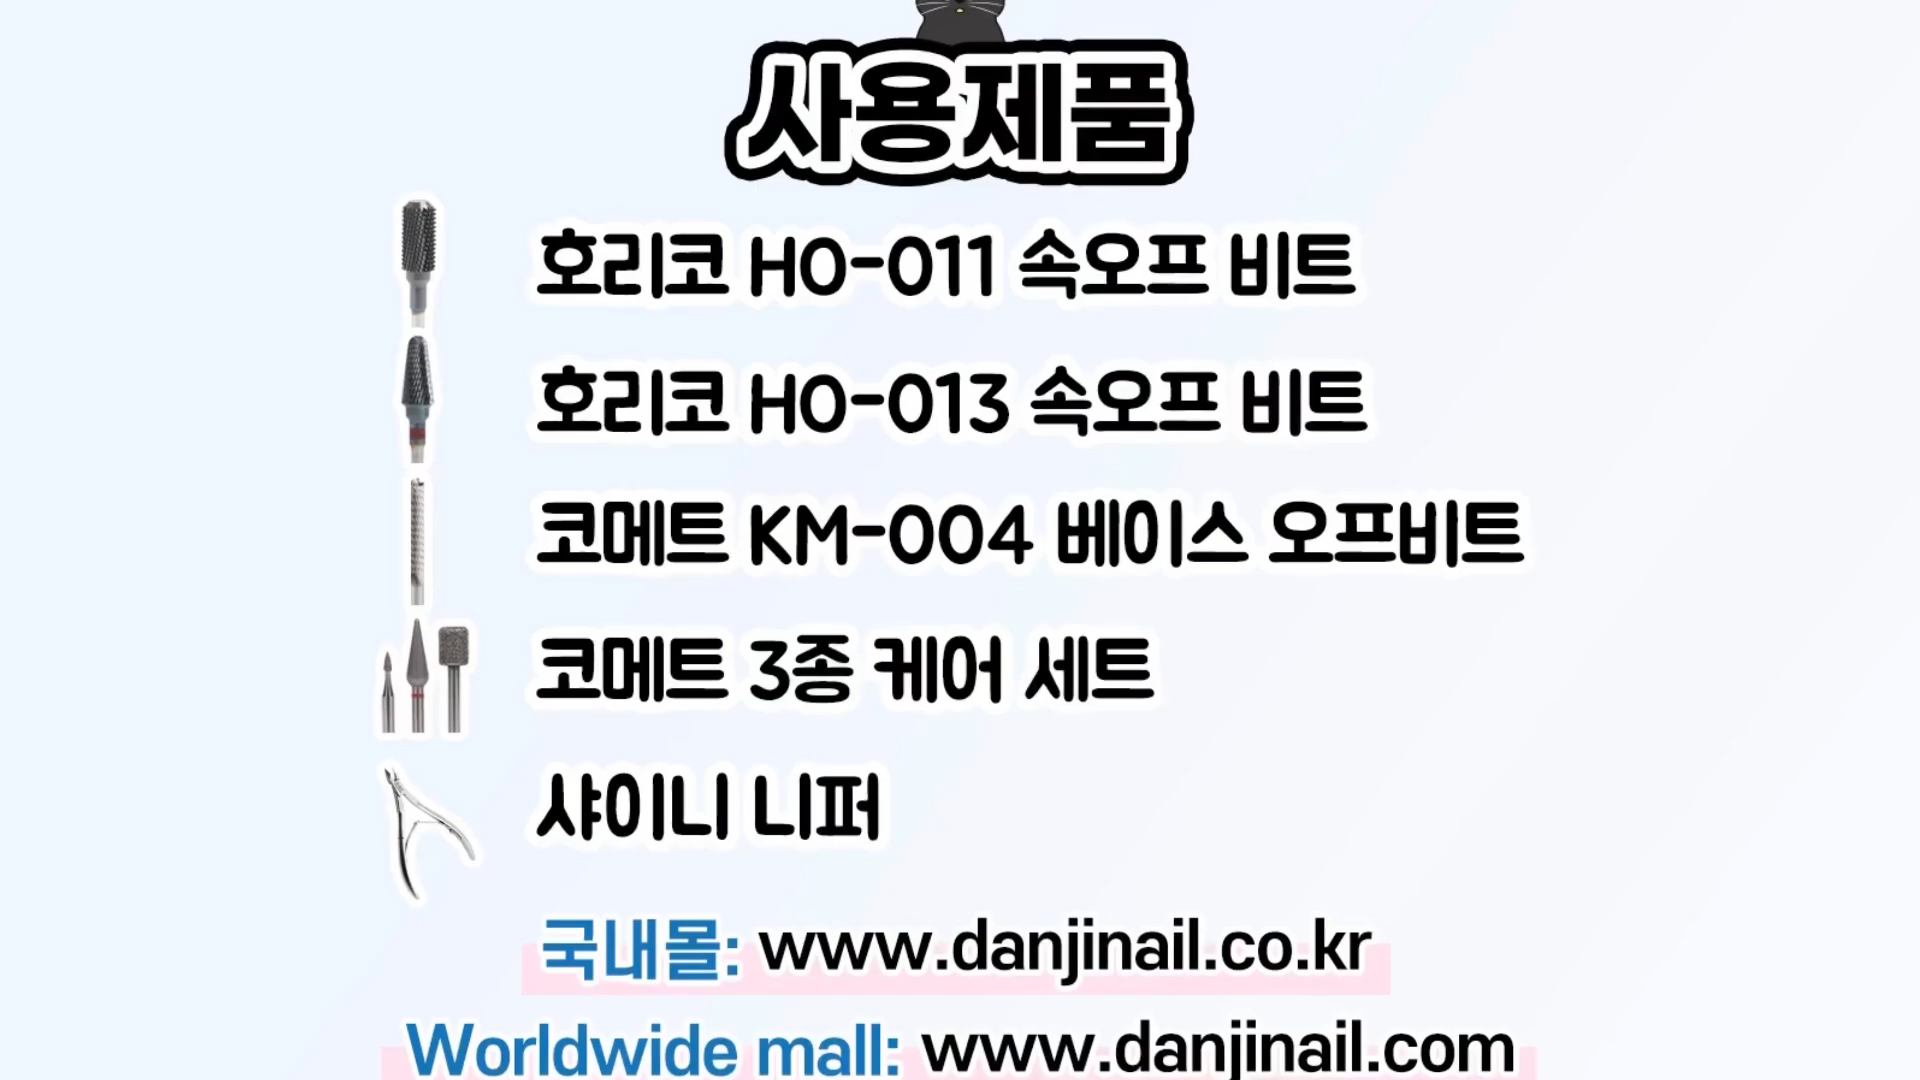 사용제품
호리코 HO-011 속오프 비트
호리코 HO-013 속오프 비트
코메트 KM-004 베이스 오프비트
코메트 3종 케어 세트
샤이니 니퍼
국내몰: www.danjinail.co.kr
Worldwide mall: www.danjinail.com